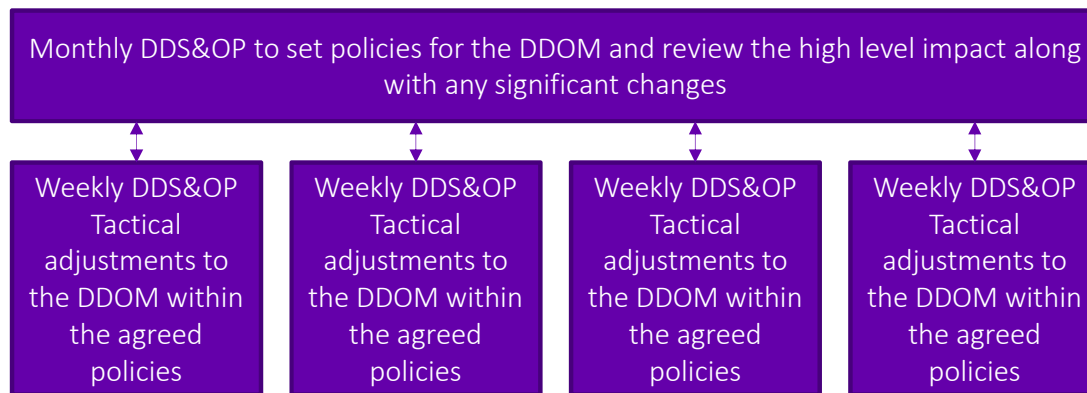 Monthly DDS&OP to set policies for the DDOM and review the high level impact along
with any significant changes
Weekly DDS&OP
Tactical
adjustments to
the DDOM within
the agreed
policies
Weekly DDS&OP
Tactical
adjustments to
the DDOM within
the agreed
policies
Weekly DDS&OP
Tactical
adjustments to
the DDOM within
the agreed
policies
Weekly DDS&OP
Tactical
adjustments to
the DDOM within
the agreed
policies